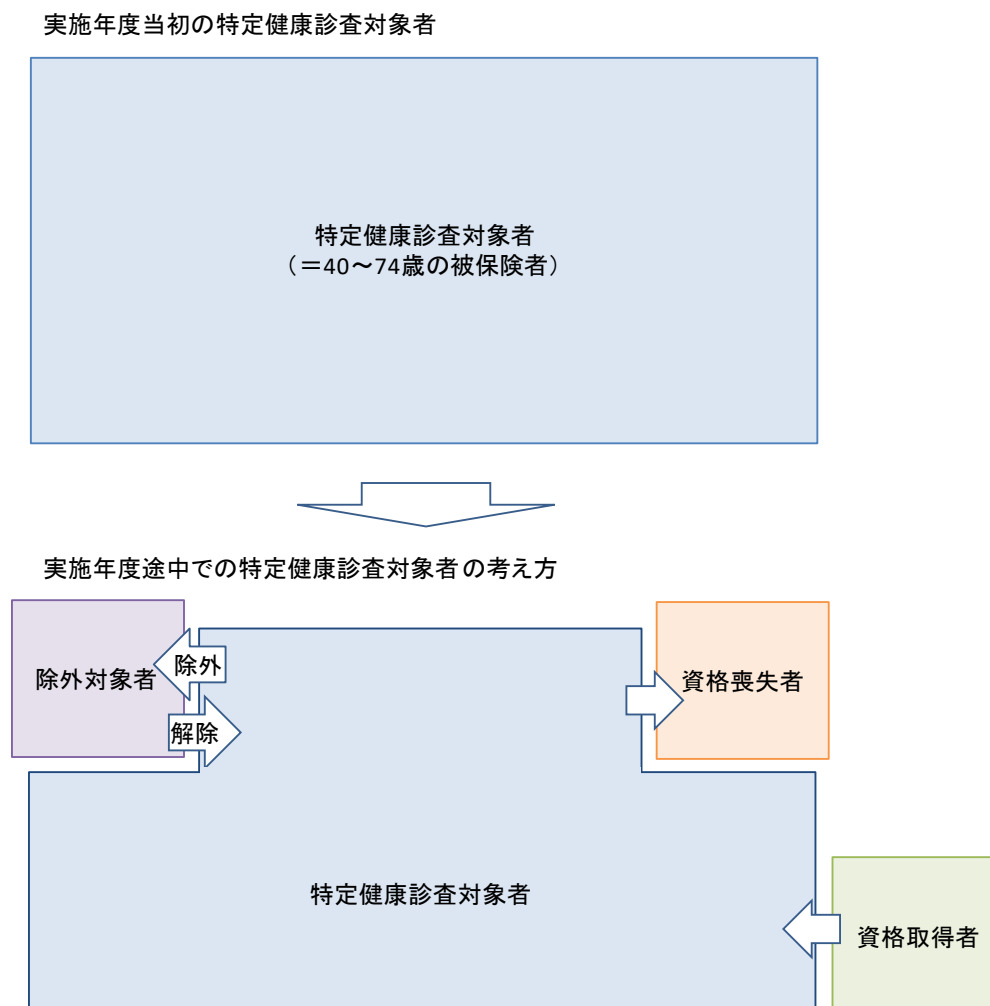 実施年度当初の特定健康診査対象者
特定健康診査対象者
（＝40～74歳の被保険者）
実施年度途中での特定健康診査対象者の考え方
除外対象者
除外
解除
資格喪失者
特定健康診査対象者
資格取得者